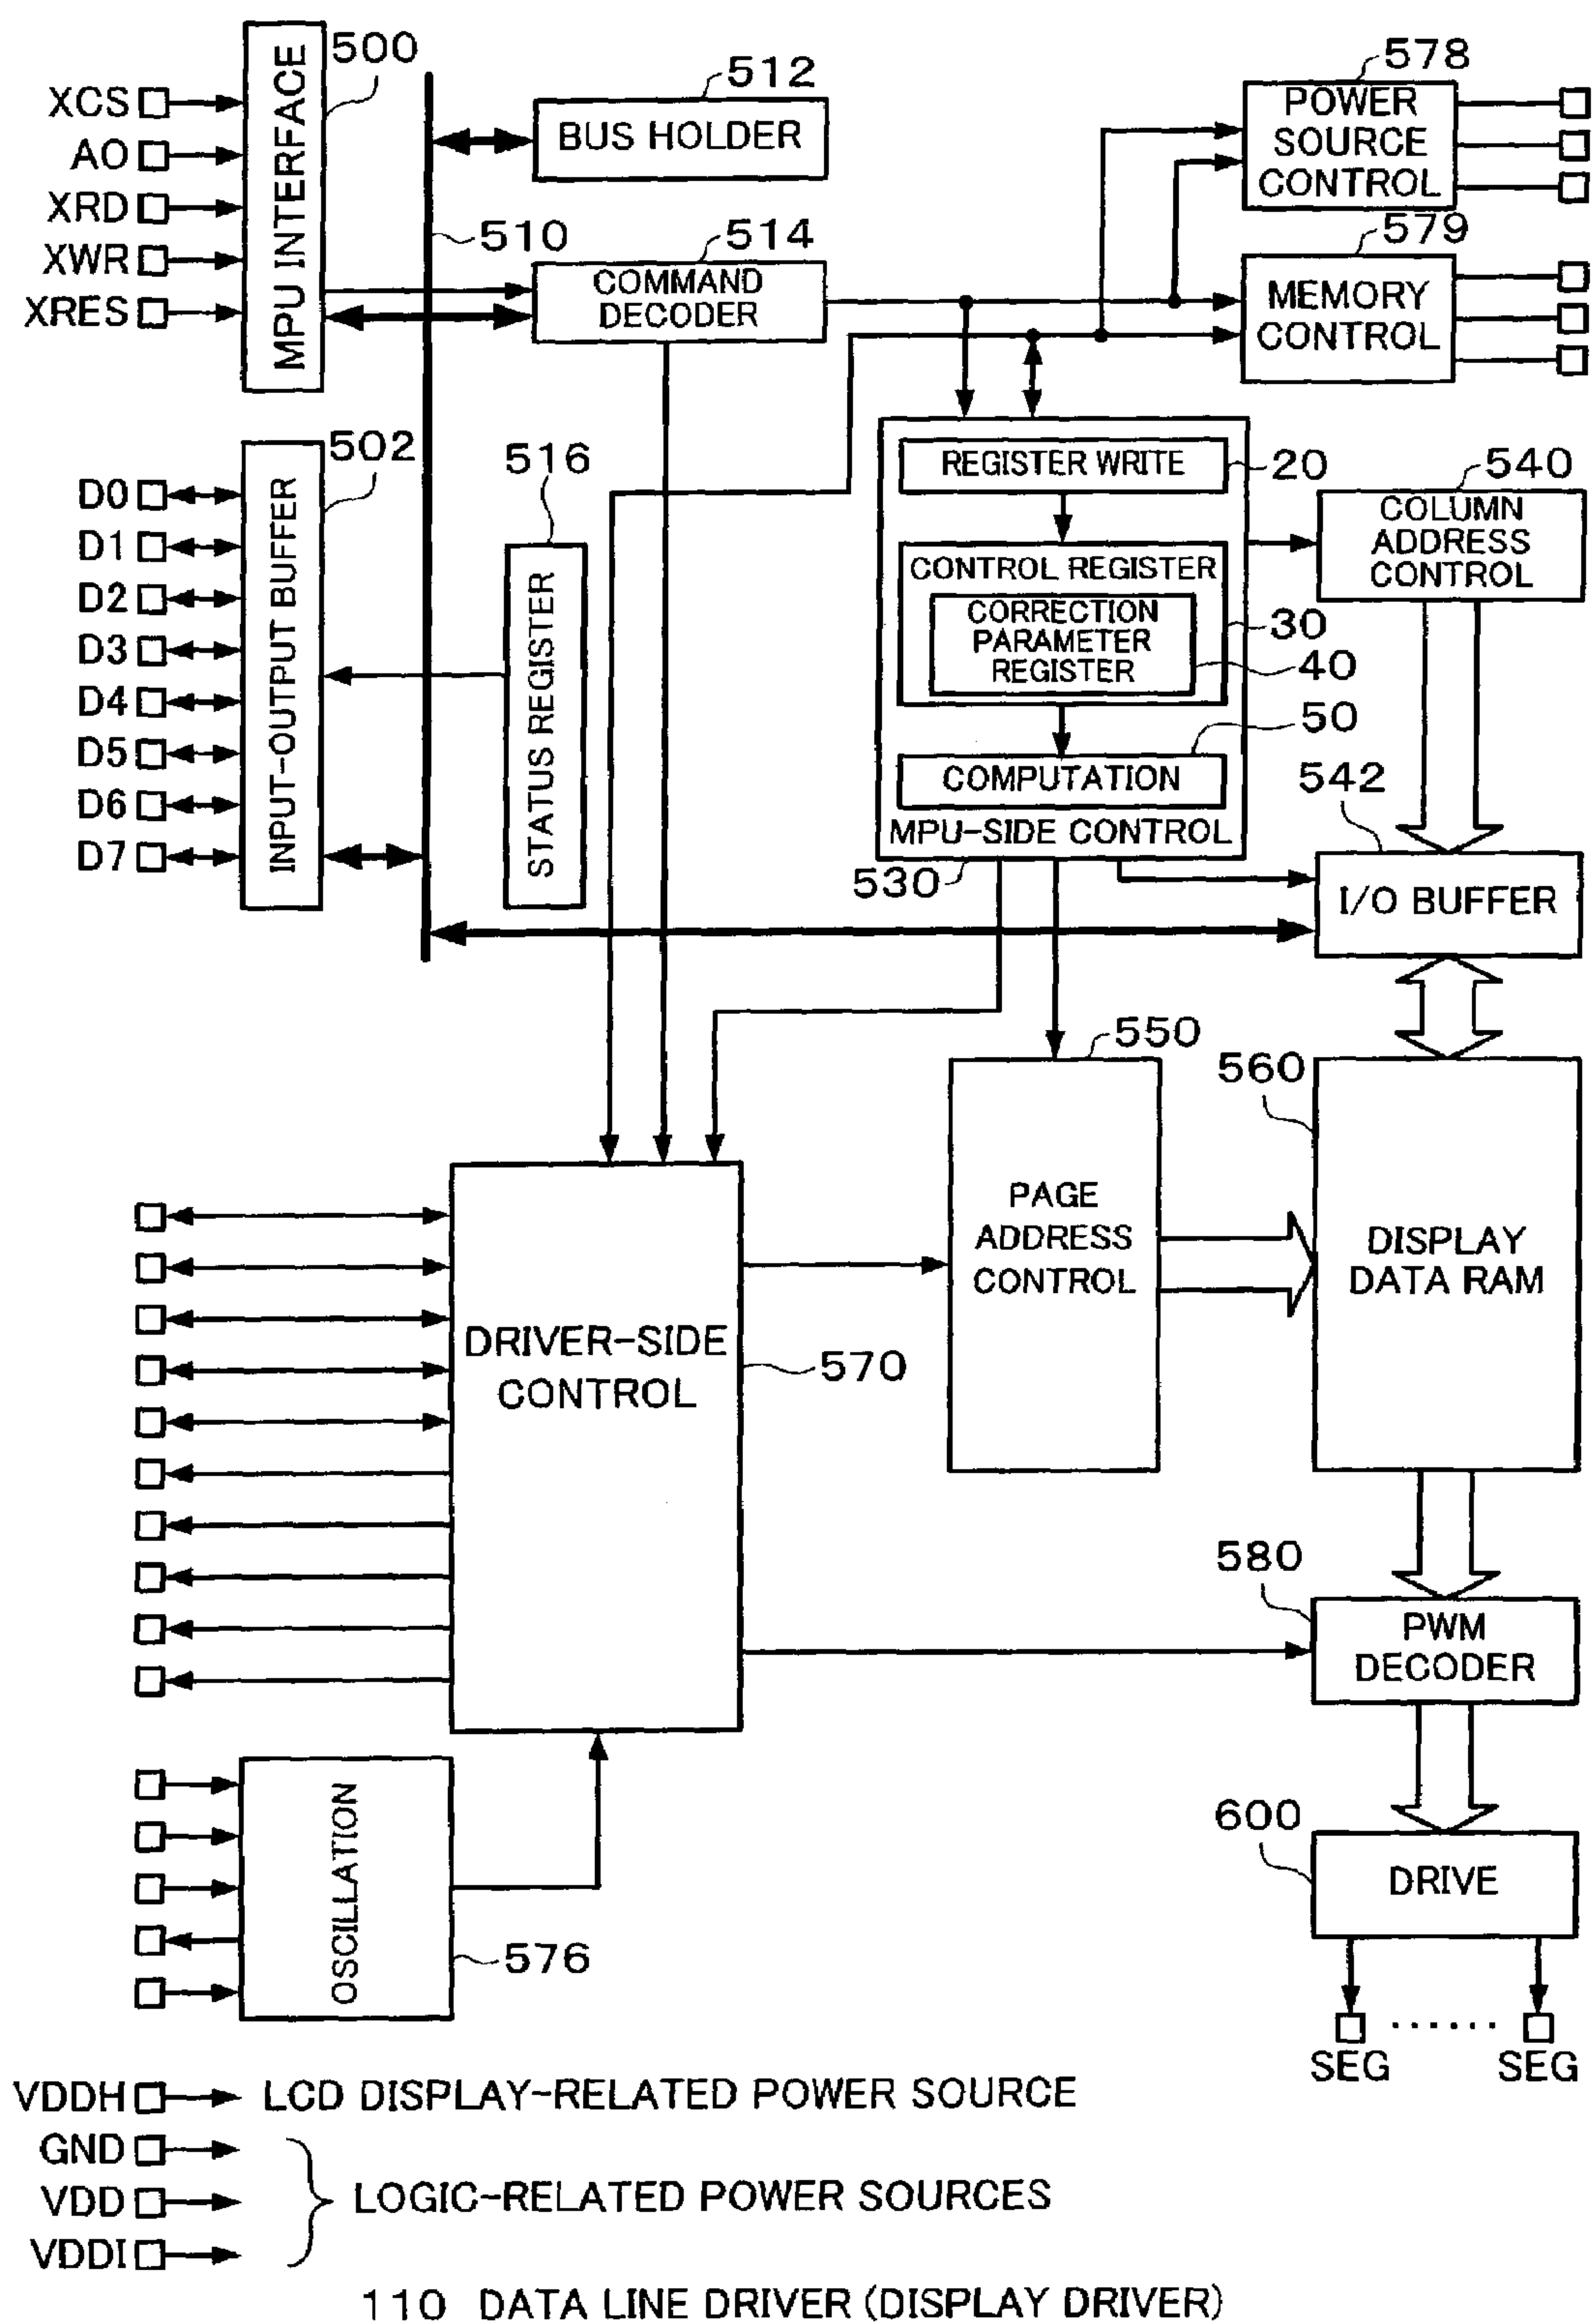 XCS
AO
XRD
XWR
XRES
MPU INTERFACE
500
512
BUS HOLDER
510
514
COMMAND
DECODER
578
POWER
SOURCE
CONTROL
579
MEMORY
CONTROL
D0
D1
D2
D3
D4
D5
D6
D7
INPUT-OUTPUT BUFFER
502
516
STATUS REGISTER
REGISTER WRITE
20
CONTROL REGISTER
CORRECTION
PARAMETER
REGISTER
30
40
50
COMPUTATION
MPU-SIDE CONTROL
530
540
COLUMN
ADDRESS
CONTROL
542
I/O BUFFER
550
PAGE
ADDRESS
CONTROL
560
DISPLAY
DATA RAM
DRIVER-SIDE
CONTROL
570
580
PWM
DECODER
600
DRIVE
SEG ...... SEG
OSCILLATION
576
VDDH LCD DISPLAY-RELATED POWER SOURCE
GND
VDD
VDDI
LOGIC-RELATED POWER SOURCES
110 DATA LINE DRIVER (DISPLAY DRIVER)